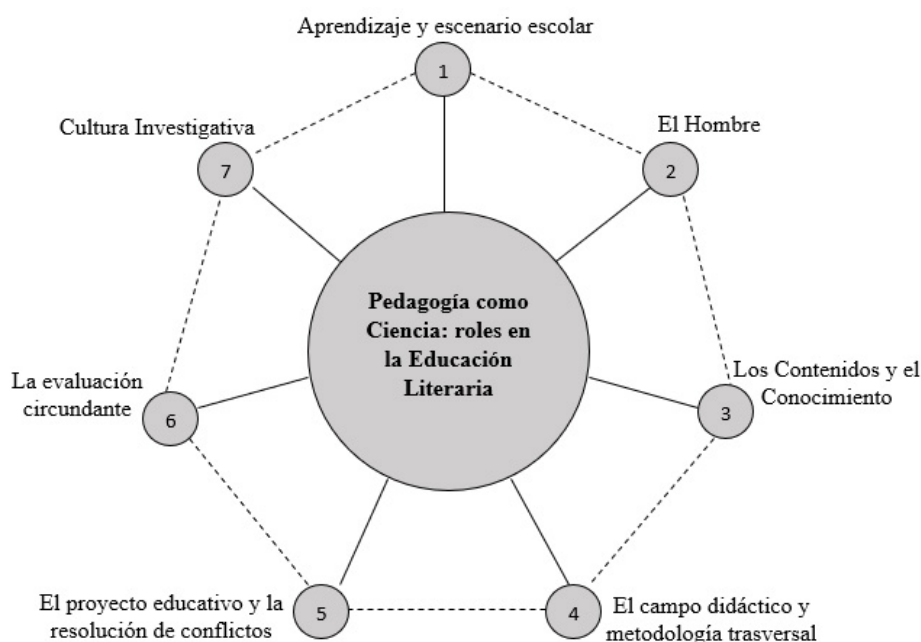 Aprendizaje y escenario escolar
1
El Hombre
2
Los Contenidos y el
Conocimiento
3
El campo didáctico y
metodología trasversal
4
El proyecto educativo y la
resolución de conflictos
5
La evaluación
circundante
6
Cultura Investigativa
7
Pedagogía como
Ciencia: roles en
la Educación
Literaria